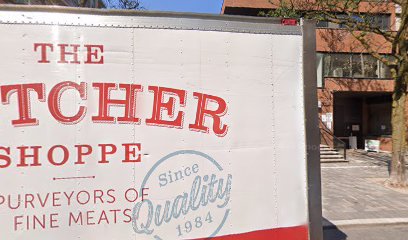 THE
TCHER
SHOPPE
PURVEYORS OF
FINE MEATS
Since
Quality
1984